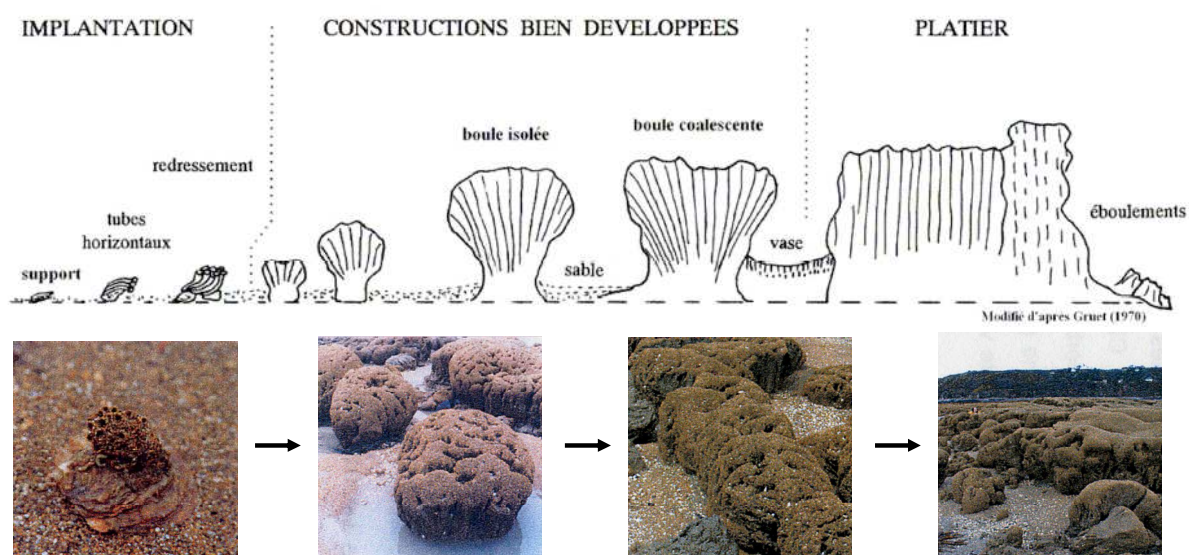 IMPLANTATION
CONSTRUCTIONS BIEN DEVELOPPEES
PLATIER
boule isolée
boule coalescente
redressement
tubes
horizontaux
support
sable
vase
éboulements
Modifié d'après Gruet (1970)